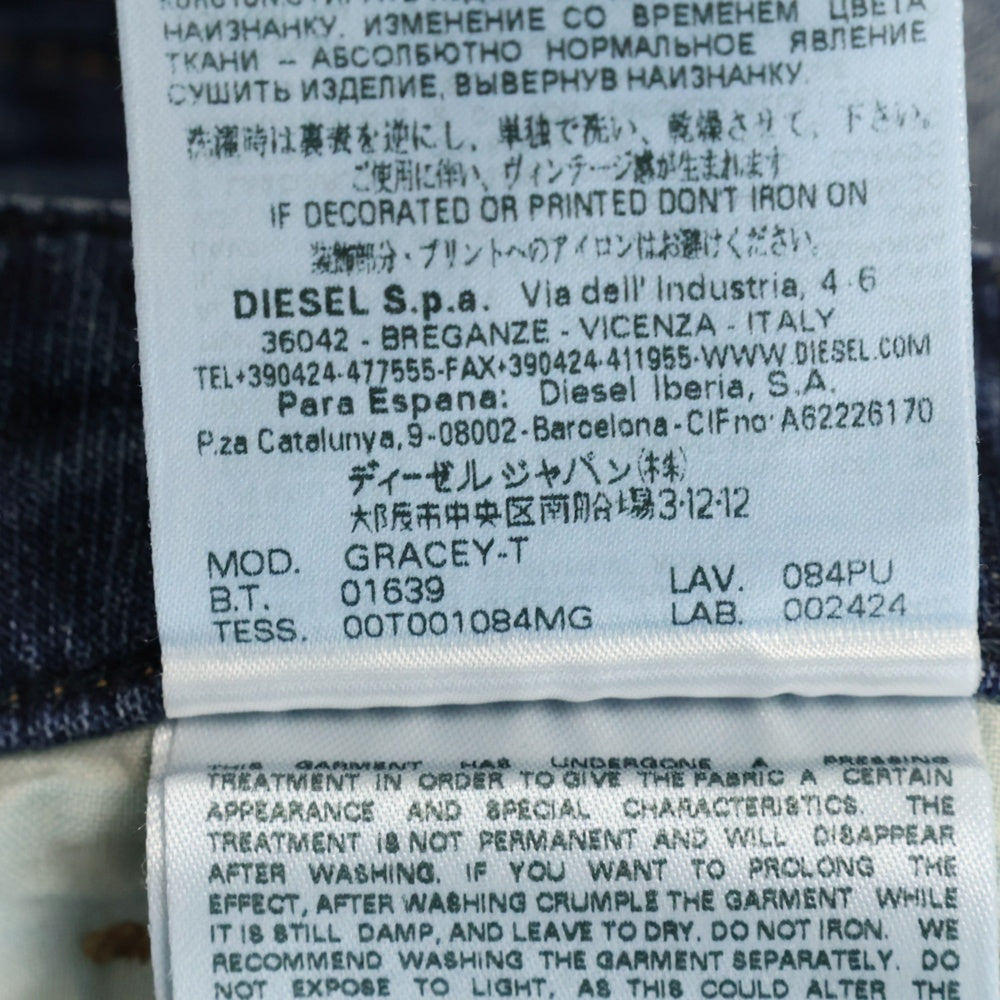 НАИЗНАНКУ. ИЗМЕНЕНИЕ СО ВРЕМЕНЕМ ЦВЕТА
ТКАНИ – АБСОЛБЮТНО НОРМАЛЬНОЕ ЯВЛЕНИЕ
СУШИТЬ ИЗДЕЛИЕ, ВЫВЕРНУВ НАИЗНАНКУ.
洗濯時は裏表を逆にし、単独で洗い、乾燥させて、下さい。
ご使用に伴い、ヴィンテージ感が生まれます
IF DECORATED OR PRINTED DON'T IRON ON
装飾部分・プリントへのアイロンはお避けください。
DIESEL S.p.a. Via dell' Industria, 4-6
36042 - BREGANZE - VICENZA - ITALY
TEL+390424-477555-FAX+390424-411955-WWW.DIESEL.COM
Para Espana: Diesel Iberia, S.A.
P.za Catalunya,9-08002-Barcelona-CIFno A62226170
ディーゼル ジャパン(株)
大阪市中央区南船場3-12-12
MOD. GRACEY-T
B.T. 01639 LAV. 084PU
TESS. 00T001084MG LAB. 002424
THIS GARMENT HAS UNDERGONE A PRESSING
TREATMENT IN ORDER TO GIVE THE FABRIC A CERTAIN
APPEARANCE AND SPECIAL CHARACTERISTICS. THE
TREATMENT IS NOT PERMANENT AND WILL DISAPPEAR
AFTER WASHING. IF YOU WANT TO PROLONG THE
EFFECT, AFTER WASHING CRUMPLE THE GARMENT WHILE
IT IS STILL DAMP, AND LEAVE TO DRY. DO NOT IRON. WE
RECOMMEND WASHING THE GARMENT SEPARATELY. DO
NOT EXPOSE TO LIGHT, AS THIS COULD ALTER THE